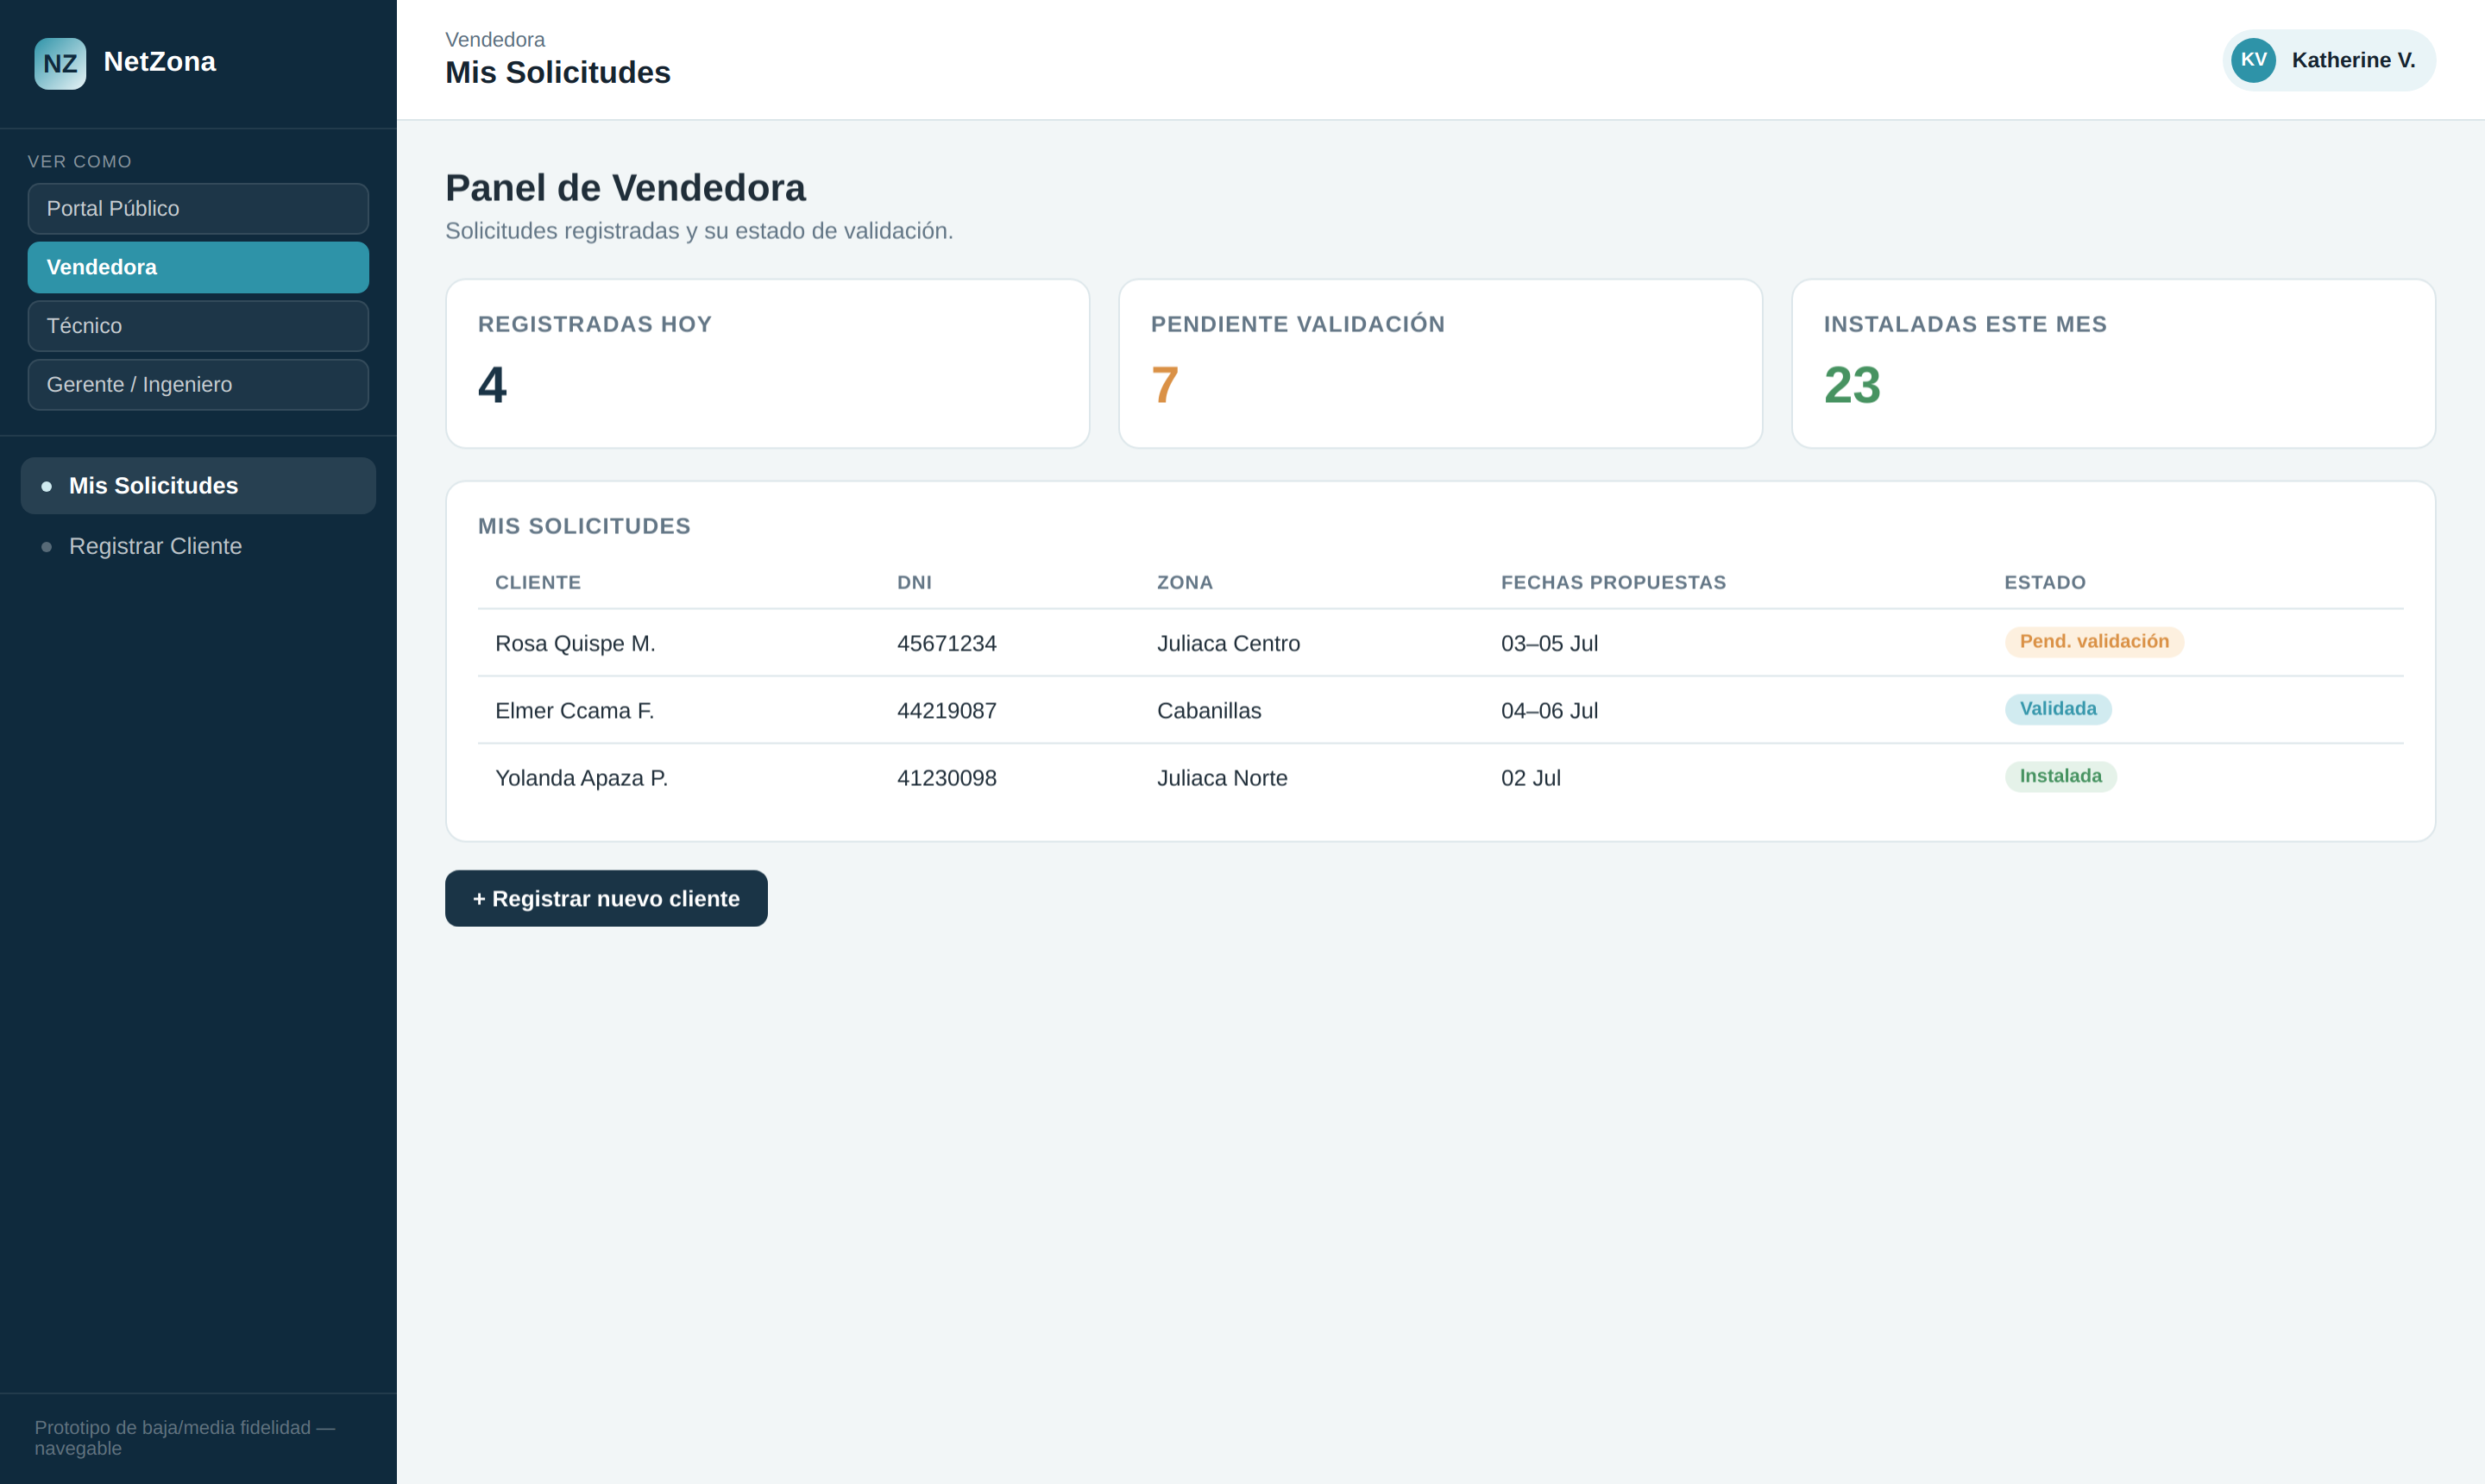 NZ NetZona
VER COMO
Portal Público
Vendedora
Técnico
Gerente / Ingeniero
Mis Solicitudes
Registrar Cliente
Prototipo de baja/media fidelidad —
navegable
Vendedora
Mis Solicitudes
KV Katherine V.
Panel de Vendedora
Solicitudes registradas y su estado de validación.
REGISTRADAS HOY
4
PENDIENTE VALIDACIÓN
7
INSTALADAS ESTE MES
23
MIS SOLICITUDES
CLIENTE DNI ZONA FECHAS PROPUESTAS ESTADO
Rosa Quispe M. 45671234 Juliaca Centro 03–05 Jul Pend. validación
Elmer Ccama F. 44219087 Cabanillas 04–06 Jul Validada
Yolanda Apaza P. 41230098 Juliaca Norte 02 Jul Instalada
+ Registrar nuevo cliente